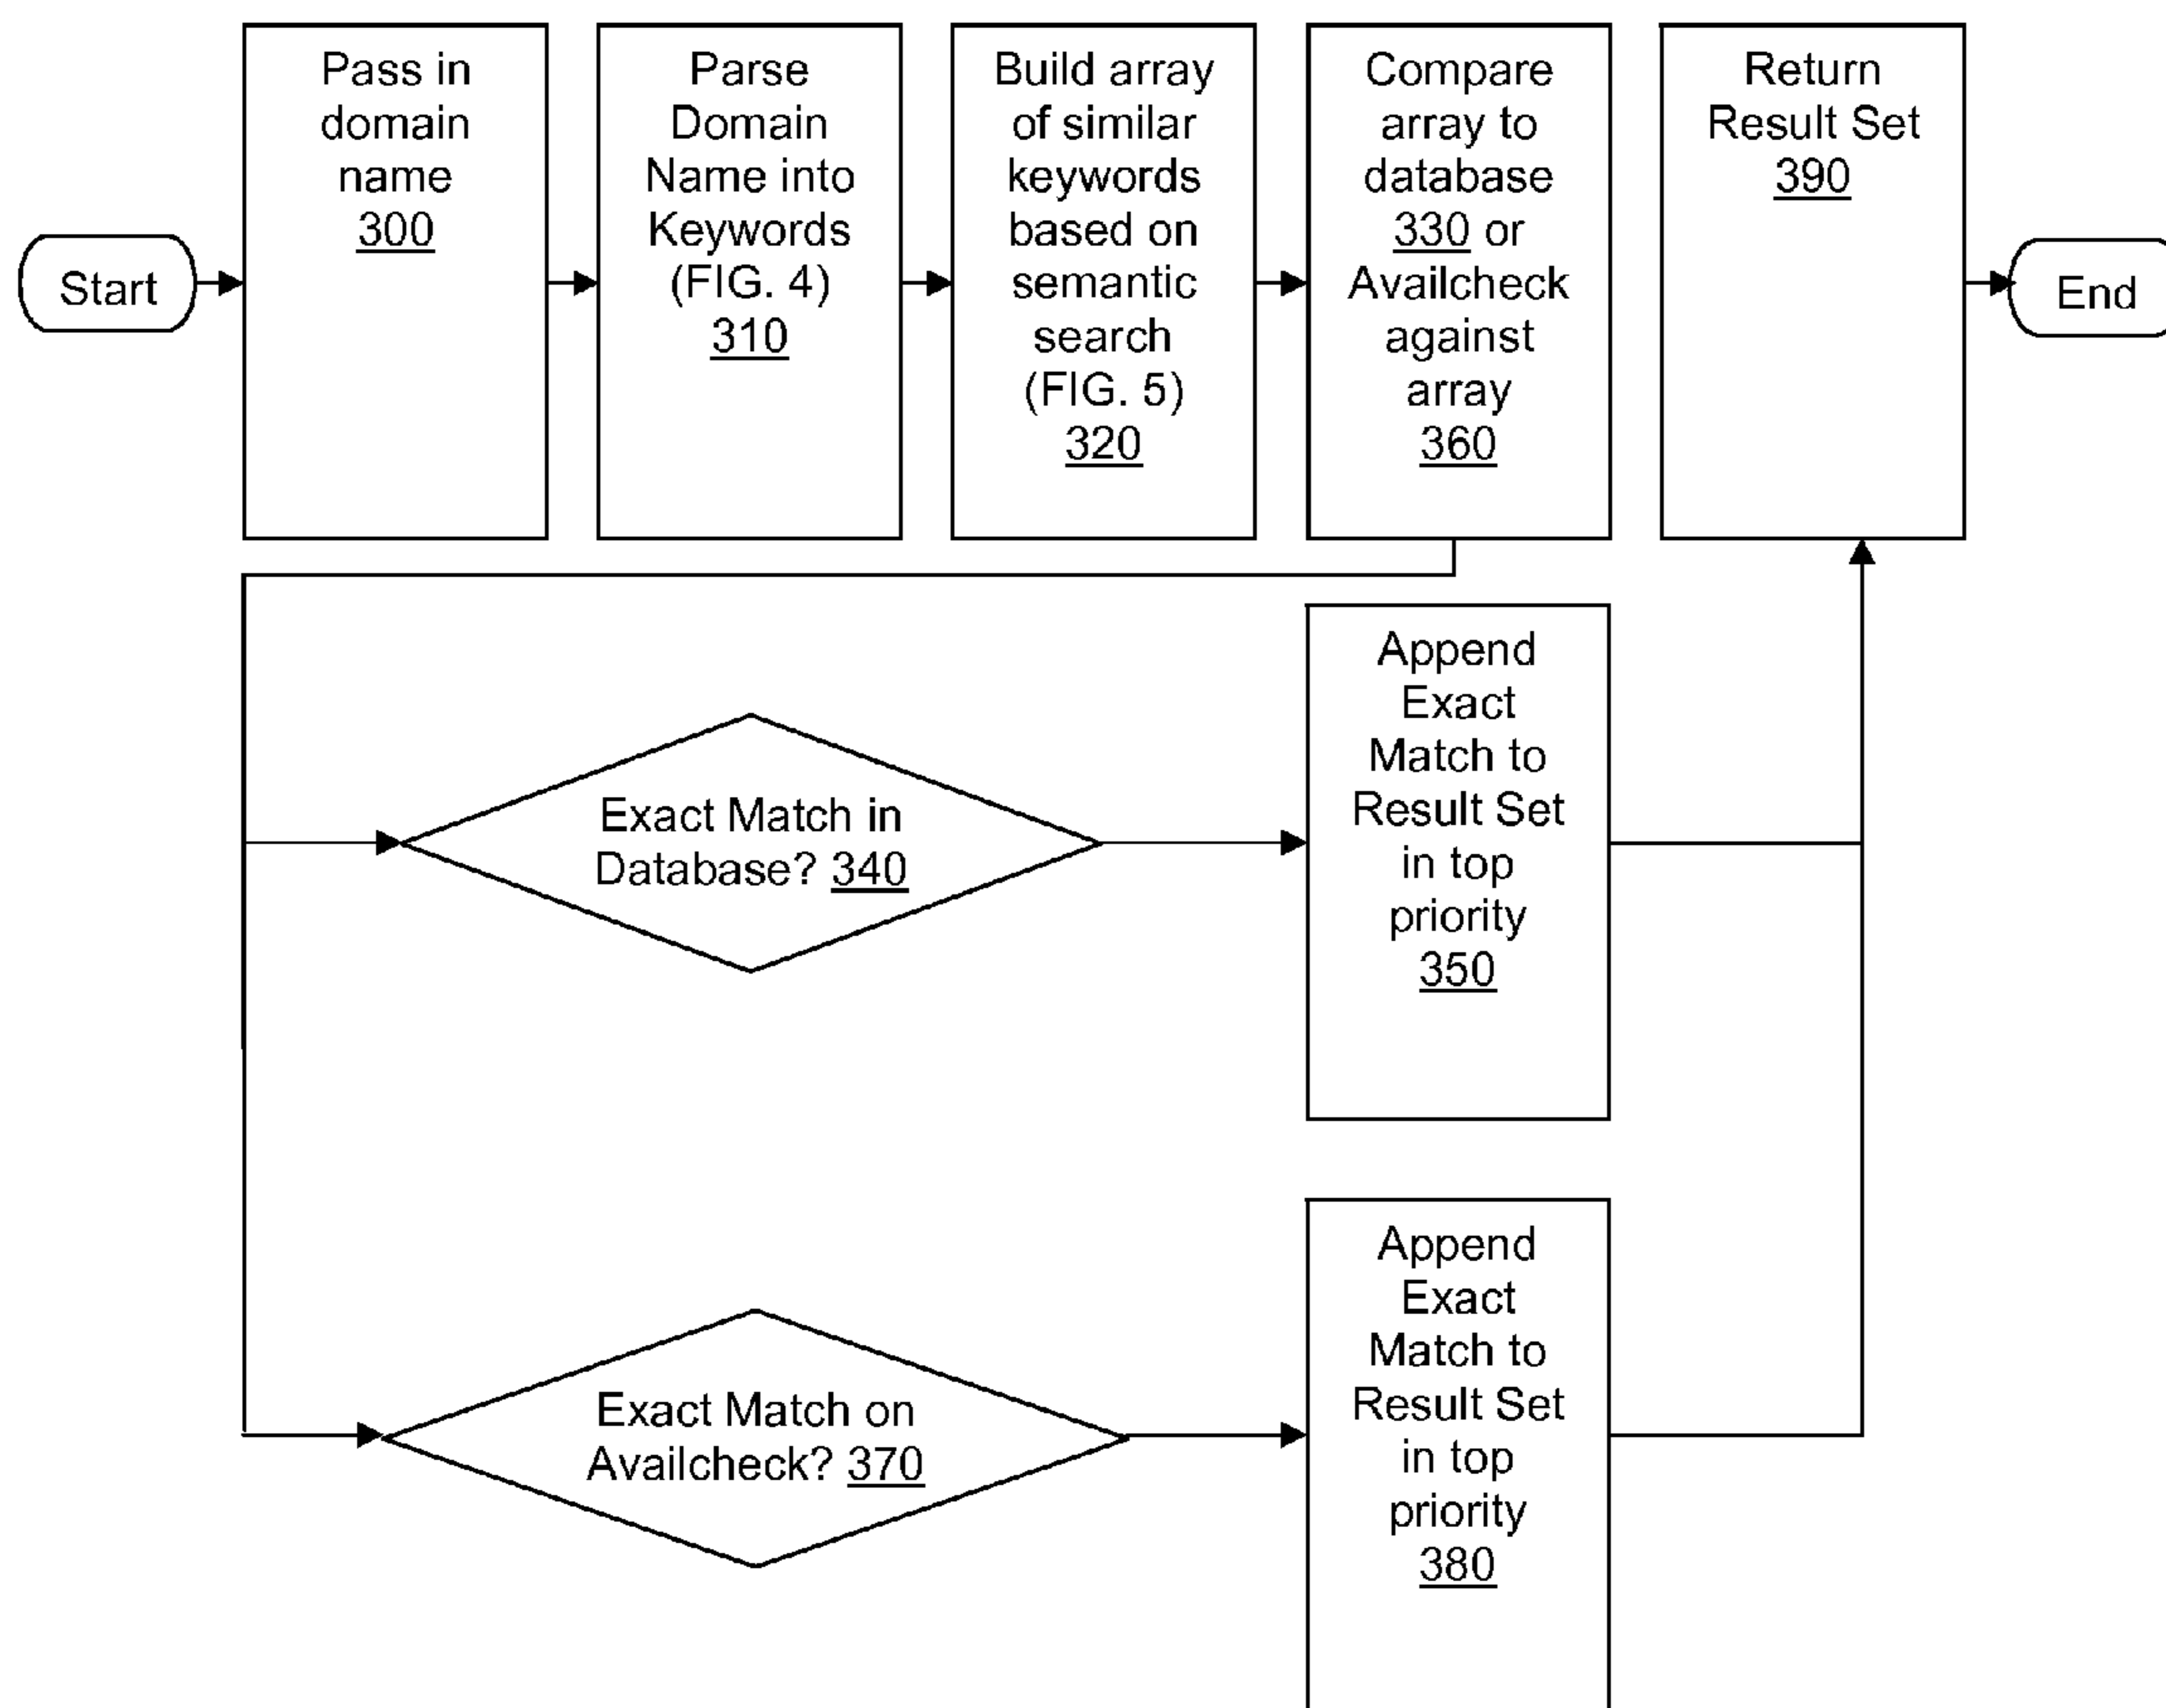 Start
Pass in
domain
name
300
Parse
Domain
Name into
Keywords
(FIG. 4)
310
Build array
of similar
keywords
based on
semantic
search
(FIG. 5)
320
Compare
array to
database
330 or
Availcheck
against
array
360
Return
Result Set
390
End
Exact Match in
Database? 340
Append
Exact
Match to
Result Set
in top
priority
350
Exact Match on
Availcheck? 370
Append
Exact
Match to
Result Set
in top
priority
380